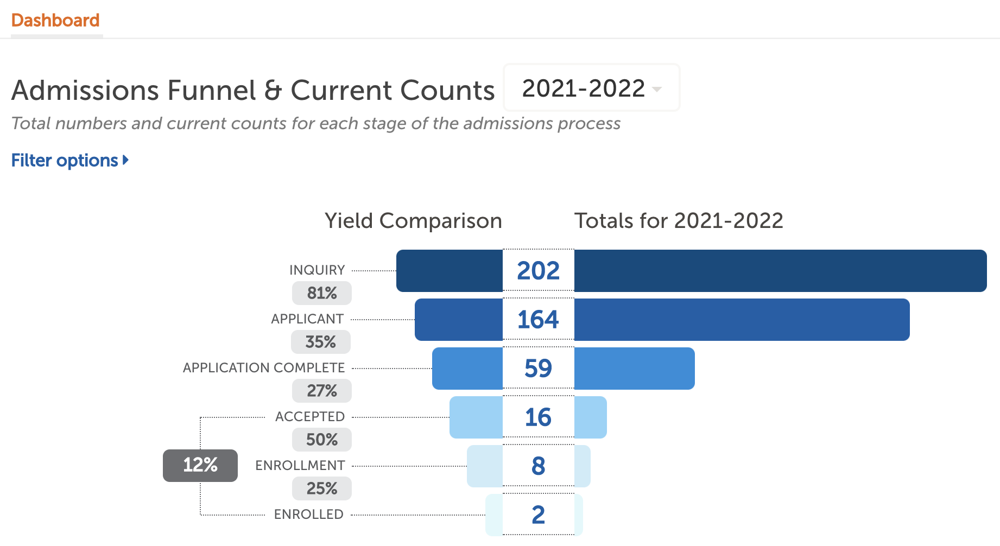 Dashboard
Admissions Funnel & Current Counts 2021-2022
Total numbers and current counts for each stage of the admissions process
Filter options
Yield Comparison Totals for 2021-2022
INQUIRY 202
81%
APPLICANT 164
35%
APPLICATION COMPLETE 59
27%
ACCEPTED 16
50%
12% ENROLLMENT 8
25%
ENROLLED 2